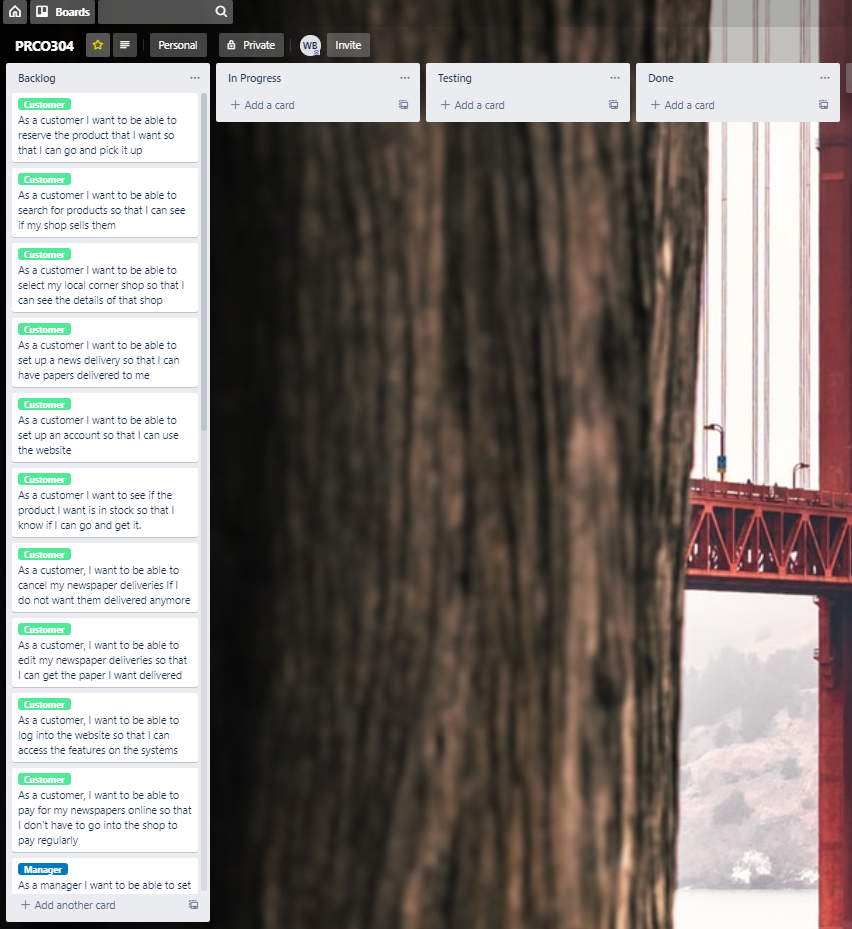 Boards
PRCO304
Personal
Private
WB
Invite
Backlog
Customer
As a customer I want to be able to
reserve the product that I want so
that I can go and pick it up
Customer
As a customer I want to be able to
search for products so that I can see
if my shop sells them
Customer
As a customer I want to be able to
select my local corner shop so that I
can see the details of that shop
Customer
As a customer I want to be able to
set up a news delivery so that I can
have papers delivered to me
Customer
As a customer I want to be able to
set up an account so that I can use
the website
Customer
As a customer I want to see if the
product I want is in stock so that I
know if I can go and get it.
Customer
As a customer, I want to be able to
cancel my newspaper deliveries If I
do not want them delivered anymore
Customer
As a customer, I want to be able to
edit my newspaper deliveries so that
I can get the paper I want delivered
Customer
As a customer, I want to be able to
log into the website so that I can
access the features on the systems
Customer
As a customer, I want to be able to
pay for my newspapers online so that
I don't have to go into the shop to
pay regularly
Manager
As a manager I want to be able to set
+ Add another card
In Progress
+ Add a card
Testing
+ Add a card
Done
+ Add a card